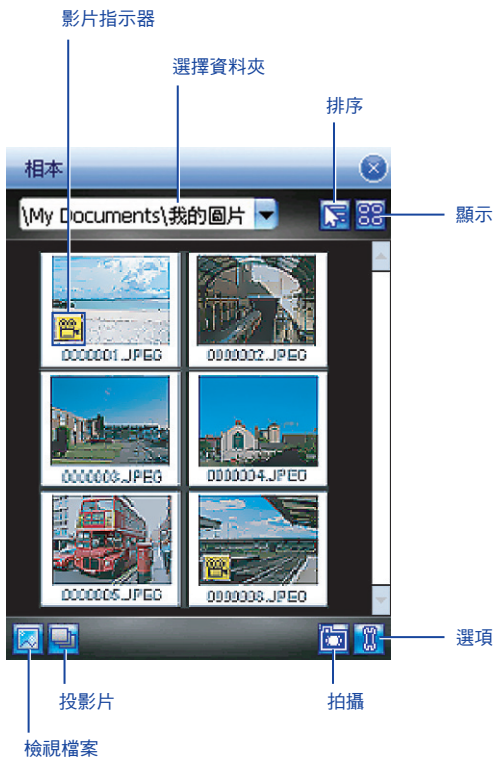 影片指示器
選擇資料夾
排序
相本
\My Documents\我的圖片
顯示
0000001.JPEG
0000002.JPEG
0000003.JPEG
0000004.JPEG
0000005.JPEG
0000006.JPEG
選項
投影片
拍攝
檢視檔案